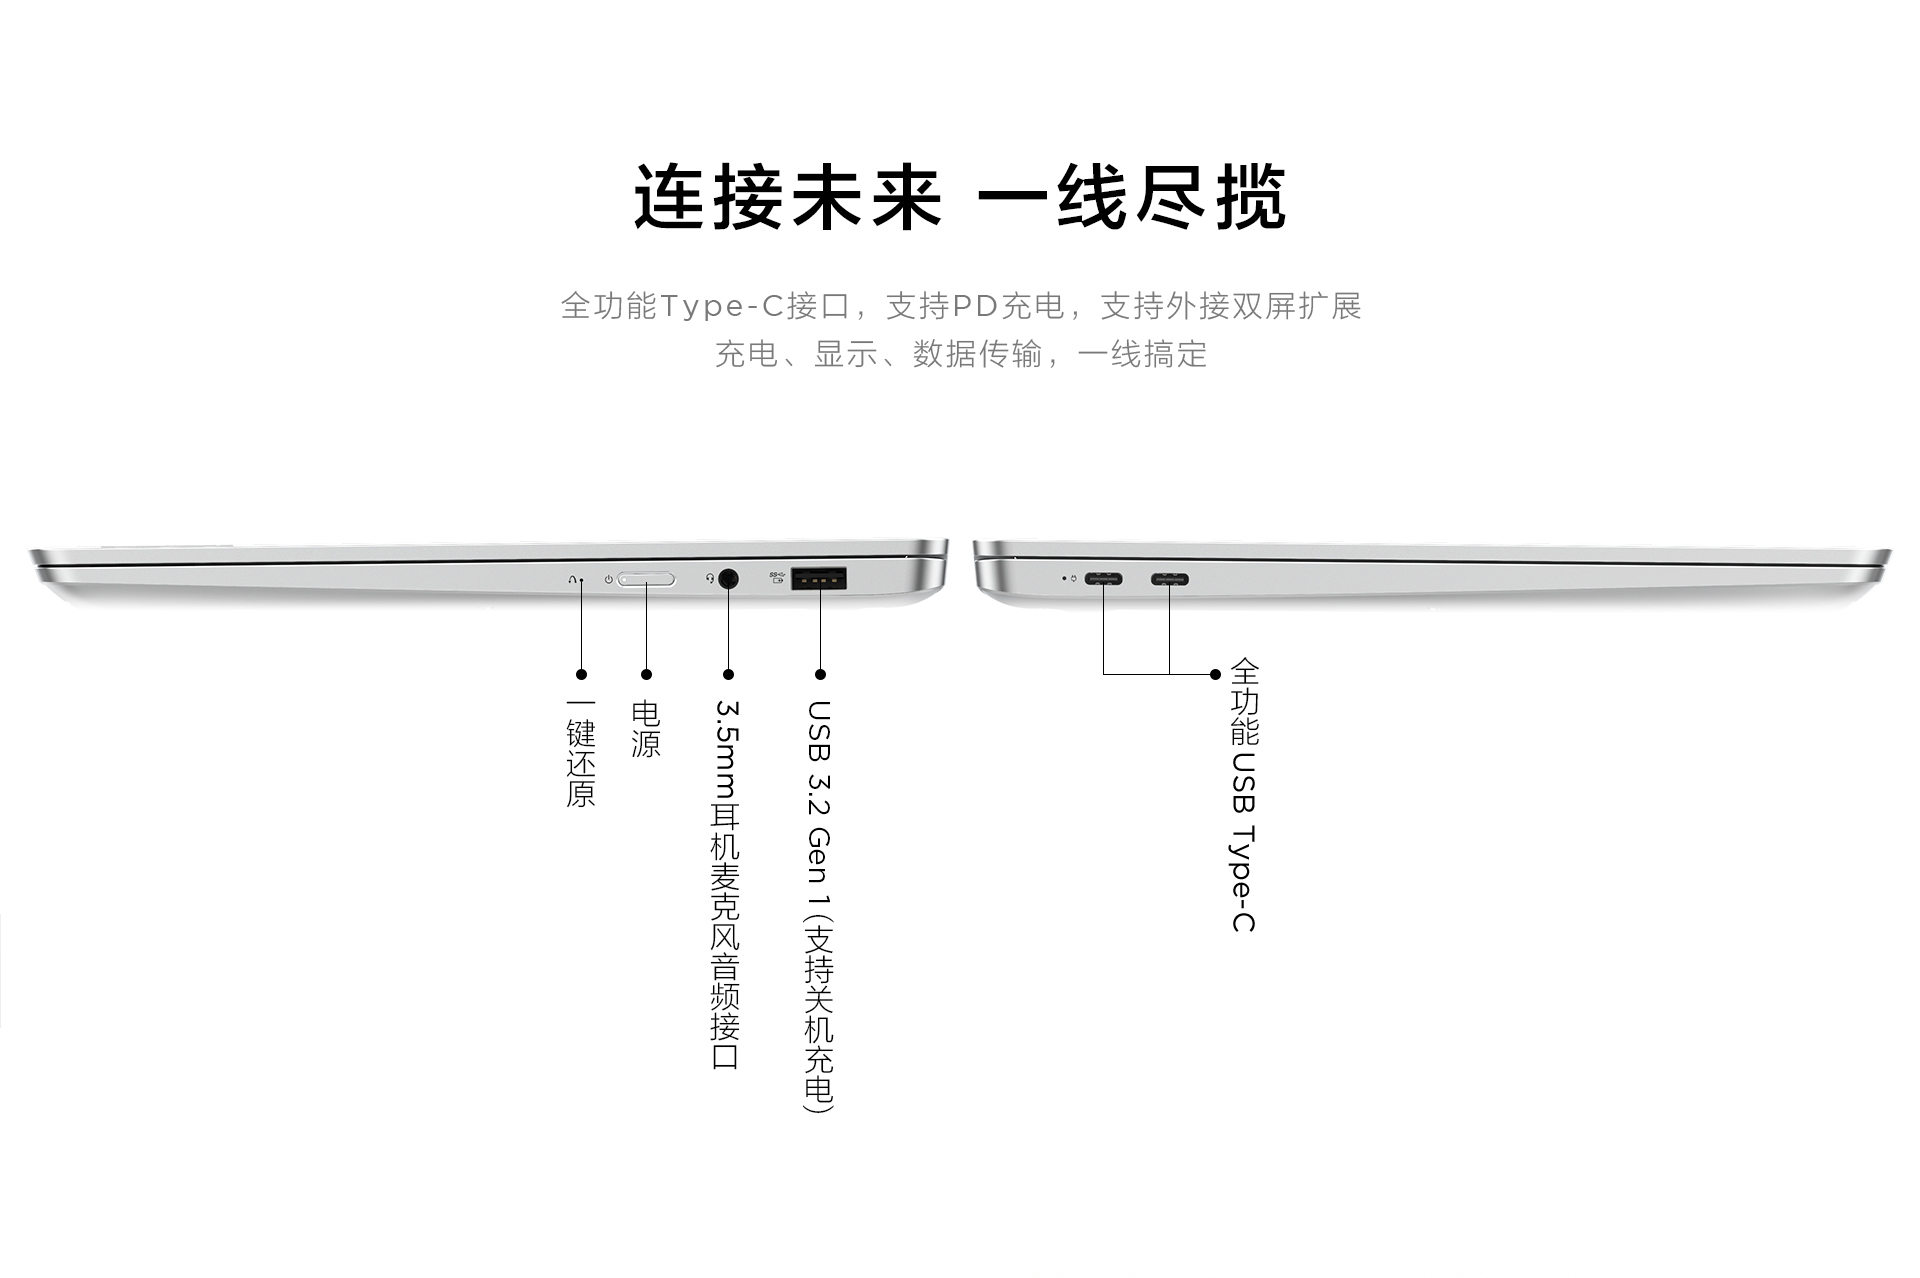 连接未来 一线尽揽
全功能Type-C接口，支持PD充电，支持外接双屏扩展
充电、显示、数据传输，一线搞定
一键还原
电源
3.5mm耳机麦克风音频接口
USB 3.2 Gen 1(支持关机充电)
全功能USB Type-C